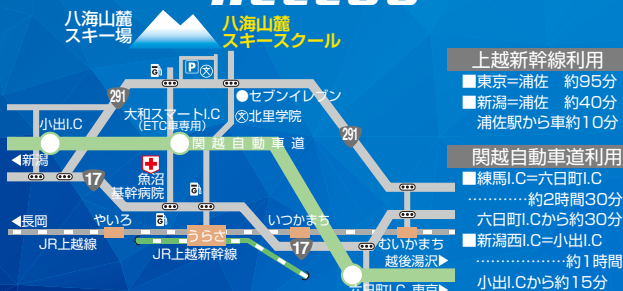 ACCESS
八海山麓
スキー場
八海山麓
スキースクール
P
文
291
セブンイレブン
小出I.C
大和スマートI.C
(ETC車専用)
文北里学院
291
関越自動車道
◀新潟
17
魚沼
基幹病院
◀長岡
やいろ
うらさ
いつかまち
17
むいかまち
JR上越線
JR上越新幹線
越後湯沢▶
六日町I.C 東京▶
上越新幹線利用
■東京=浦佐 約95分
■新潟=浦佐 約40分
浦佐駅から車約10分
関越自動車道利用
■練馬I.C=六日町I.C
…………約2時間30分
六日町I.Cから約30分
■新潟西I.C=小出I.C
………………約1時間
小出I.Cから約15分